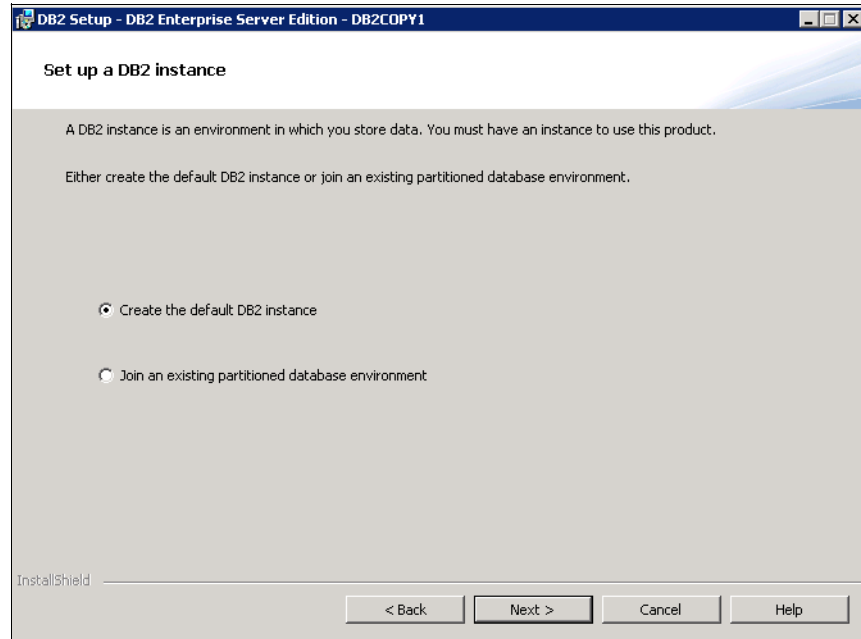 DB2 Setup - DB2 Enterprise Server Edition - DB2COPY1
Set up a DB2 instance
A DB2 instance is an environment in which you store data. You must have an instance to use this product.
Either create the default DB2 instance or join an existing partitioned database environment.
Create the default DB2 instance
Join an existing partitioned database environment
InstallShield
< Back Next > Cancel Help